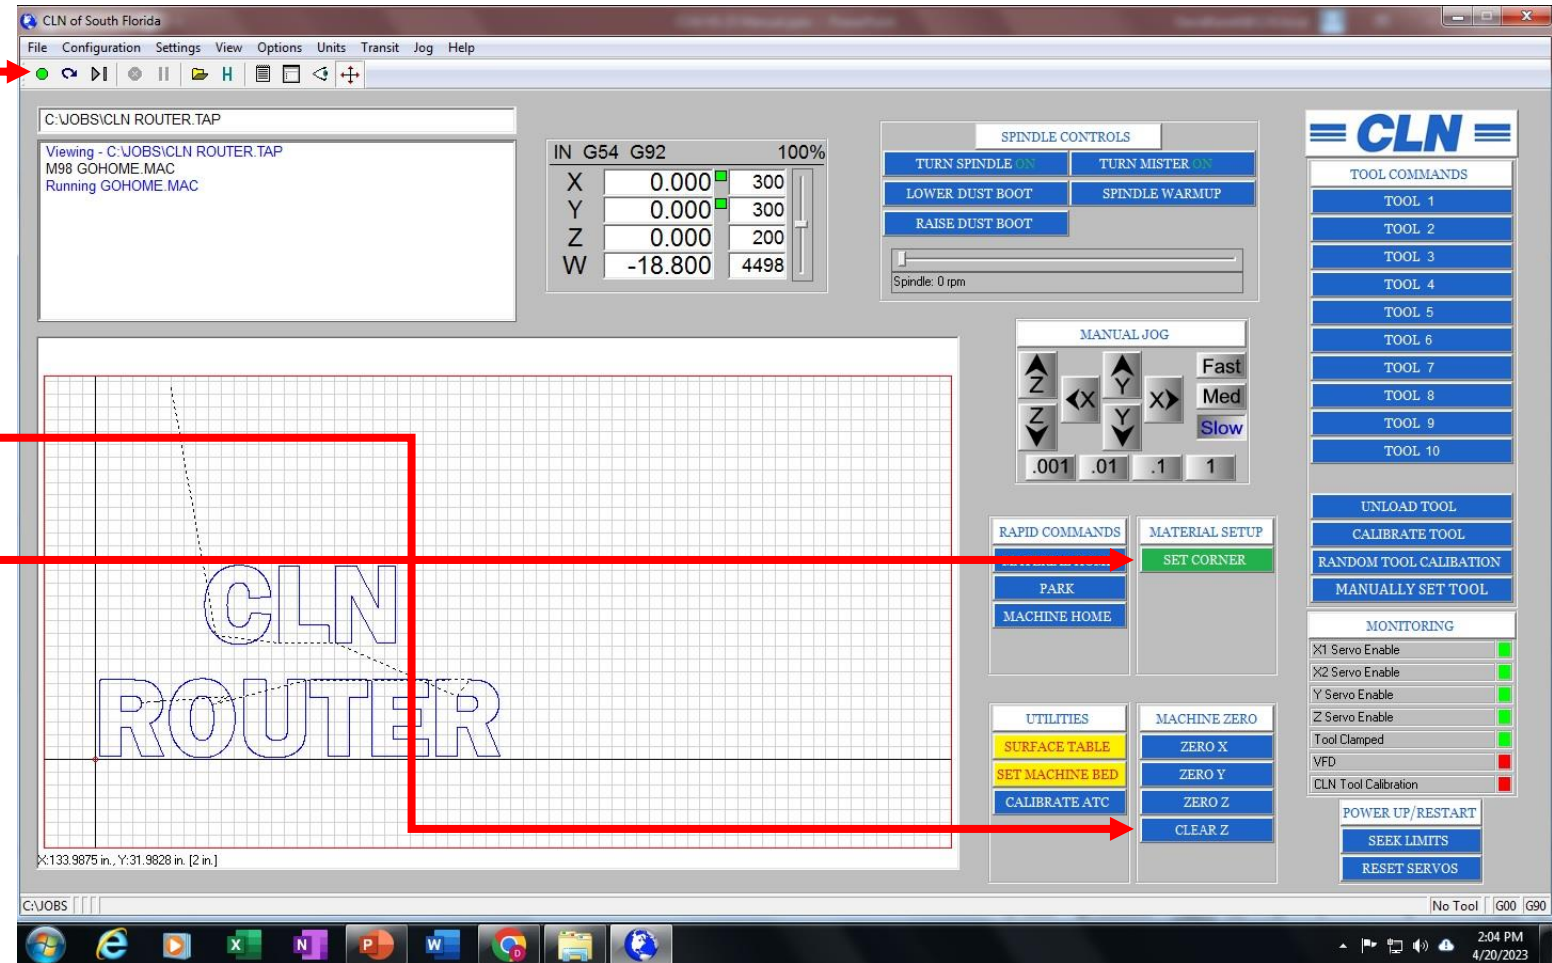 CLN of South Florida
File Configuration Settings View Options Units Transit Jog Help
H
C:\JOBS\CLN ROUTER.TAP
Viewing - C:\JOBS\CLN ROUTER.TAP
M98 GOHOME.MAC
Running GOHOME.MAC
IN G54 G92 100%
X 0.000 300
Y 0.000 300
Z 0.000 200
W -18.800 4498
SPINDLE CONTROLS
TURN SPINDLE ON TURN MISTER ON
LOWER DUST BOOT SPINDLE WARMUP
RAISE DUST BOOT
Spindle: 0 rpm
MANUAL JOG
Z Y Fast
X X Med
Z Y Slow
.001 .01 .1 1
CLN
ROUTER
X:133.9875 in., Y:31.9828 in. [2 in.]
RAPID COMMANDS
PARK
MACHINE HOME
MATERIAL SETUP
SET CORNER
UTILITIES
SURFACE TABLE
SET MACHINE BED
CALIBRATE ATC
MACHINE ZERO
ZERO X
ZERO Y
ZERO Z
CLEAR Z
CLN
TOOL COMMANDS
TOOL 1
TOOL 2
TOOL 3
TOOL 4
TOOL 5
TOOL 6
TOOL 7
TOOL 8
TOOL 9
TOOL 10
UNLOAD TOOL
CALIBRATE TOOL
RANDOM TOOL CALIBATION
MANUALLY SET TOOL
MONITORING
X1 Servo Enable
X2 Servo Enable
Y Servo Enable
Z Servo Enable
Tool Clamped
VFD
CLN Tool Calibration
POWER UP/RESTART
SEEK LIMITS
RESET SERVOS
C:\JOBS No Tool G00 G90
2:04 PM
4/20/2023